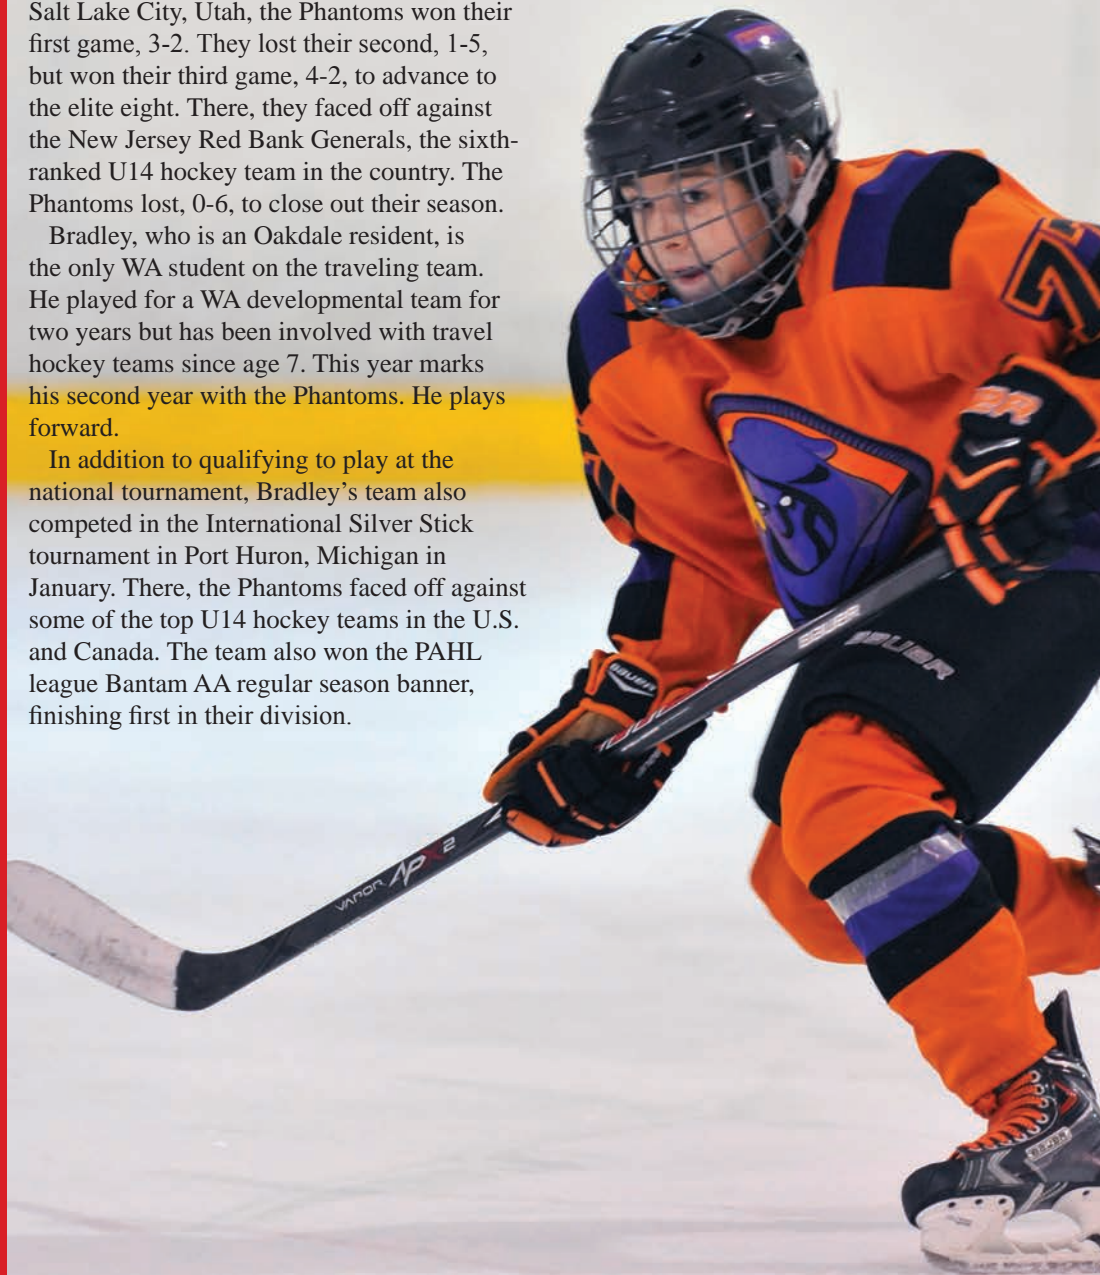 Salt Lake City, Utah, the Phantoms won their
first game, 3-2. They lost their second, 1-5,
but won their third game, 4-2, to advance to
the elite eight. There, they faced off against
the New Jersey Red Bank Generals, the sixth-
ranked U14 hockey team in the country. The
Phantoms lost, 0-6, to close out their season.
Bradley, who is an Oakdale resident, is
the only WA student on the traveling team.
He played for a WA developmental team for
two years but has been involved with travel
hockey teams since age 7. This year marks
his second year with the Phantoms. He plays
forward.
In addition to qualifying to play at the
national tournament, Bradley’s team also
competed in the International Silver Stick
tournament in Port Huron, Michigan in
January. There, the Phantoms faced off against
some of the top U14 hockey teams in the U.S.
and Canada. The team also won the PAHL
league Bantam AA regular season banner,
finishing first in their division.
7
BAUER
BAUER
BAUER
VAPOR APX2
BAUER